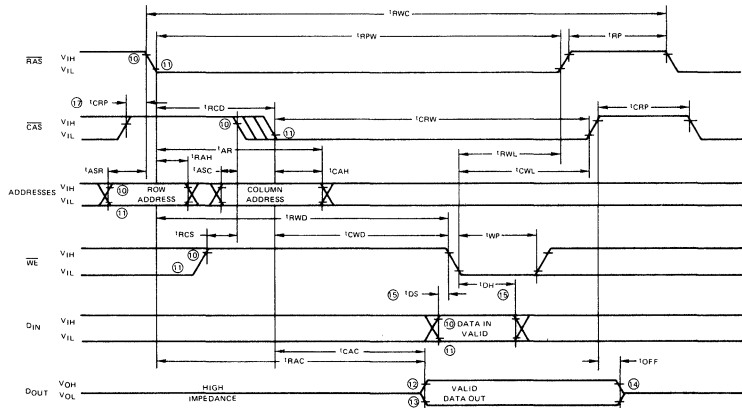 tRWC
tRPW
tRP
RAS VIH VIL
⑩ ⑪
⑰ tCRP
tRCD
tCRW
tCRP
CAS VIH VIL
⑩ ⑪
tAR
tRWL
tRAH
tASR
tASC
tCAH
tCWL
ADDRESSES VIH VIL
⑩ ROW ADDRESS
COLUMN ADDRESS
⑪
tRWD
tRCS
tCWD
tWP
WE VIH VIL
⑩ ⑪
tDH
⑮ tDS
⑮
DIN VIH VIL
⑩ DATA IN VALID
⑪
tCAC
tRAC
tOFF
DOUT VOH VOL
HIGH IMPEDANCE
⑫ VALID DATA OUT ⑭
⑬